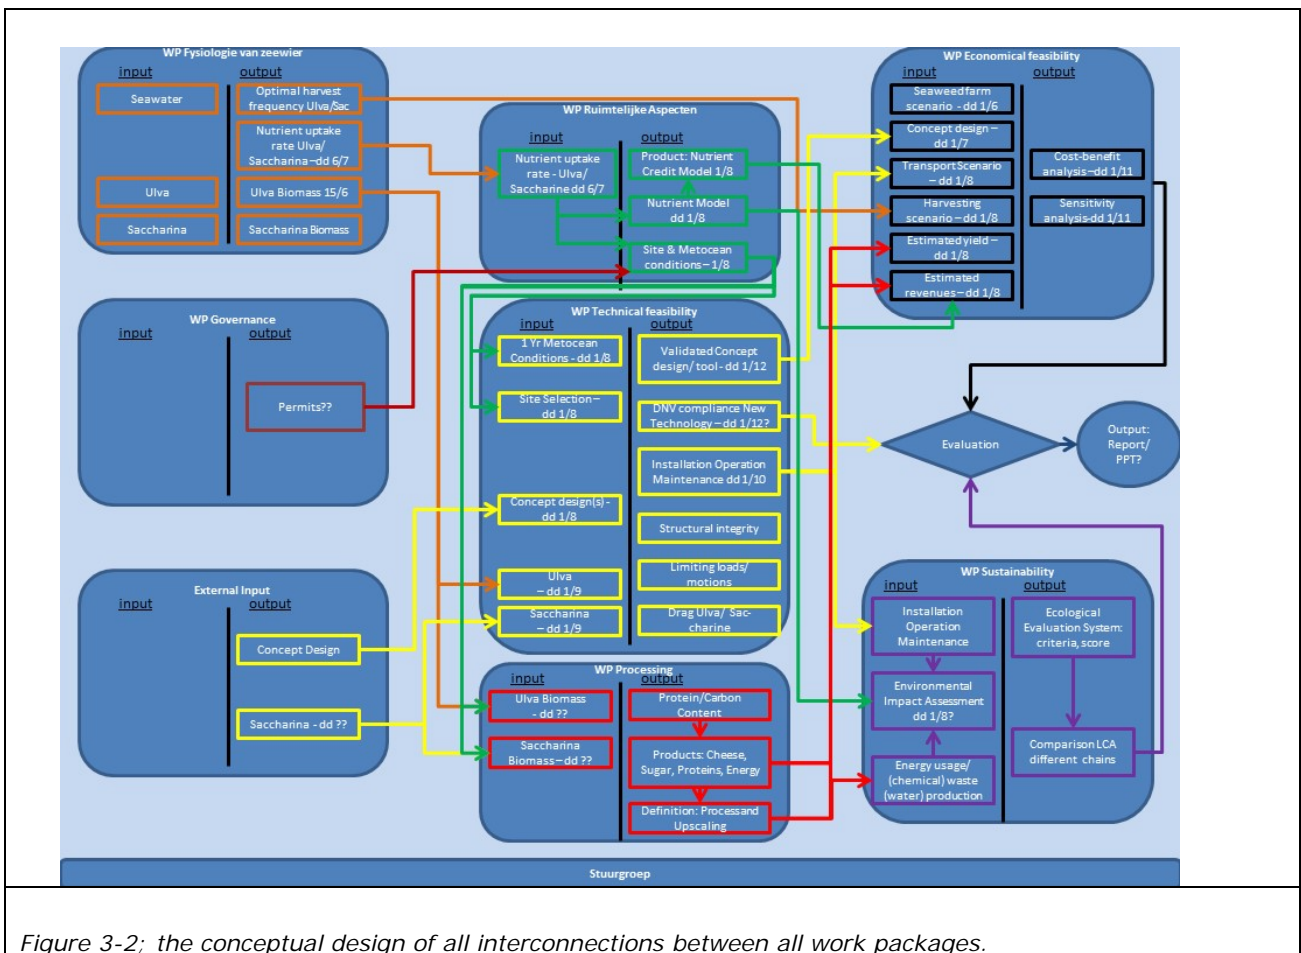 WP Fysiologie van zeewier
input
output
Seawater
Optimal harvest
frequency Ulva/Sac
Nutrient uptake
rate Ulva/
Saccharina–dd 6/7
Ulva
Ulva Biomass 15/6
Saccharina
Saccharina Biomass
WP Governance
input
output
Permits??
External Input
input
output
Concept Design
Saccharina - dd ??
WP Ruimtelijke Aspecten
input
output
Nutrient uptake
rate - Ulva/
Saccharine dd 6/7
Product: Nutrient
Credit Model 1/8
Nutrient Model
dd 1/8
Site & Metocean
conditions – 1/8
WP Technical feasibility
input
output
1 Yr Metocean
Conditions - dd 1/8
Site Selection –
dd 1/8
Concept design(s) -
dd 1/8
Ulva
– dd 1/9
Saccharina
– dd 1/9
Validated Concept
design/ tool - dd 1/12
DNV compliance New
Technology – dd 1/12?
Installation Operation
Maintenance dd 1/10
Structural integrity
Limiting loads/
motions
Drag Ulva/ Sac-
charine
WP Processing
input
output
Ulva Biomass
- dd ??
Saccharina
Biomass – dd ??
Protein/Carbon
Content
Products: Cheese,
Sugar, Proteins, Energy
Definition: Processand
Upscaling
WP Economical feasibility
input
output
Seaweed farm
scenario - dd 1/6
Concept design –
dd 1/7
Transport Scenario
– dd 1/8
Harvesting
scenario – dd 1/8
Estimated yield –
dd 1/8
Estimated
revenues – dd 1/8
Cost-benefit
analysis–dd 1/11
Sensitivity
analysis-dd 1/11
Evaluation
Output:
Report/
PPT?
WP Sustainability
input
output
Installation
Operation
Maintenance
Environmental
Impact Assessment
dd 1/8?
Energy usage/
(chemical) waste
(water) production
Ecological
Evaluation System:
criteria, score
Comparison LCA
different chains
Stuurgroep
Figure 3-2; the conceptual design of all interconnections between all work packages.